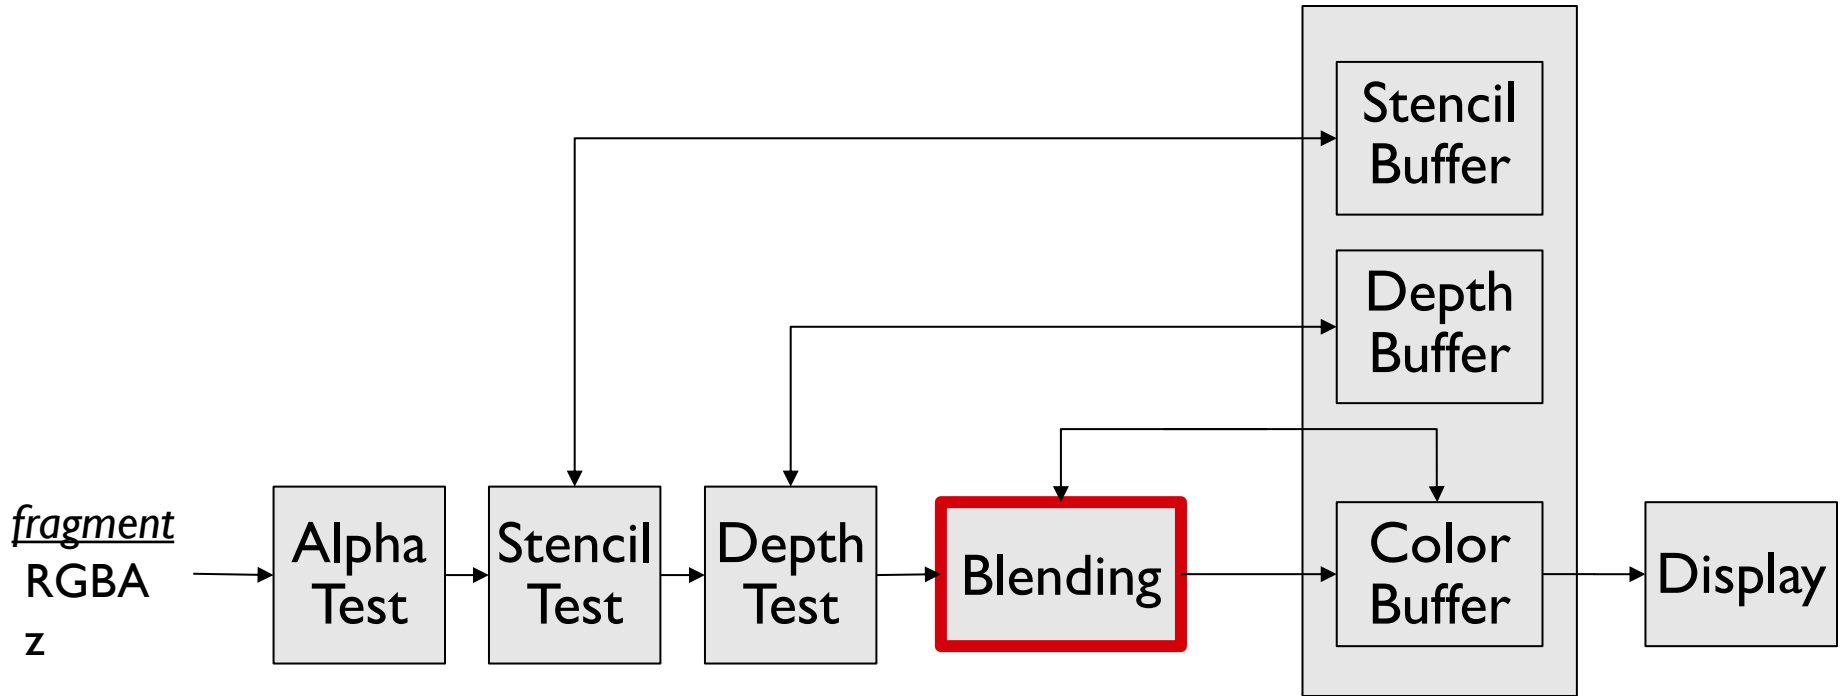 Stencil
Buffer
Depth
Buffer
fragment
RGBA
z
Alpha
Test
Stencil
Test
Depth
Test
Blending
Color
Buffer
Display